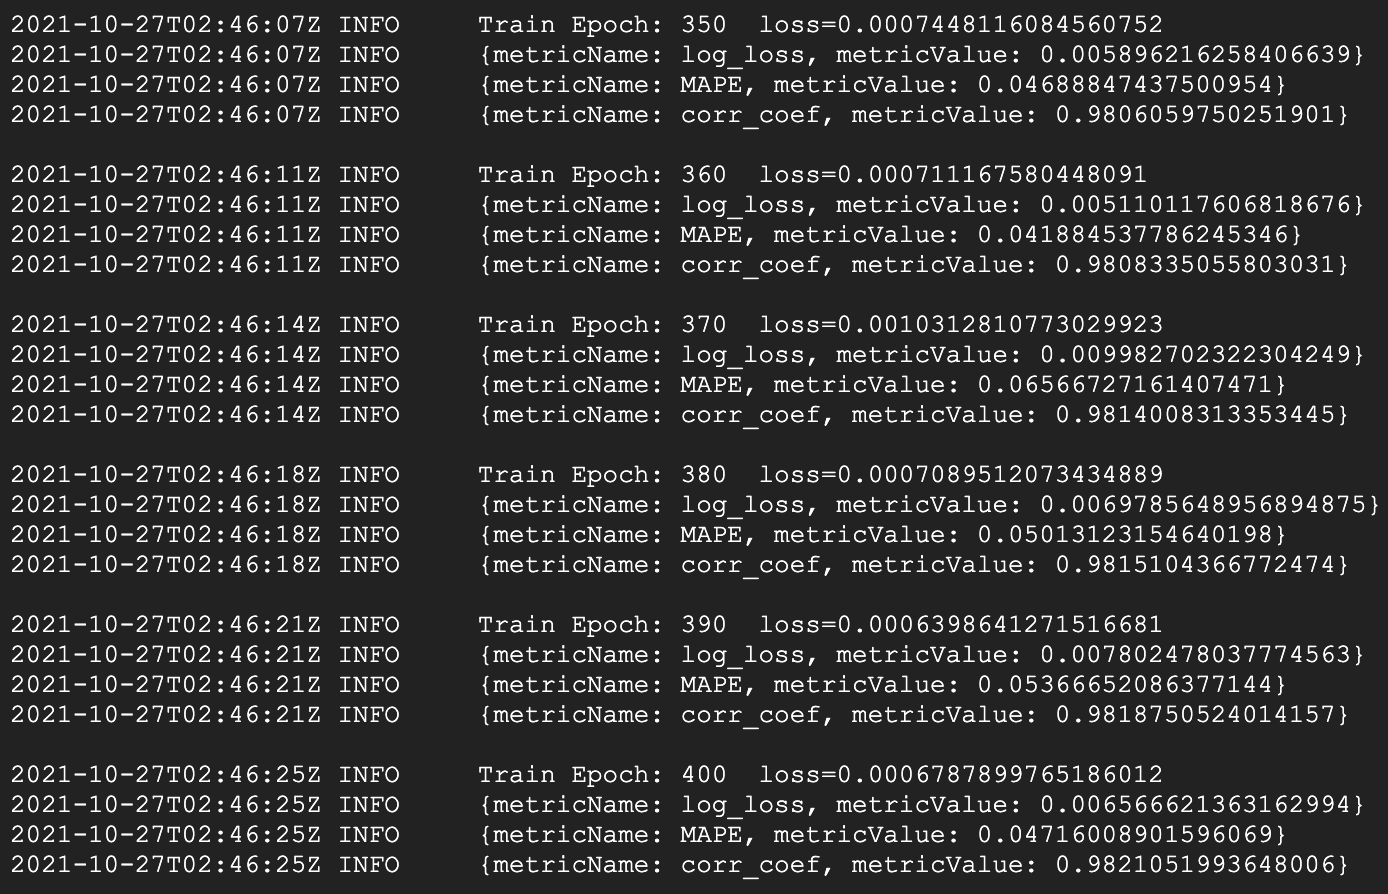 2021-10-27T02:46:07Z INFO     Train Epoch: 350  loss=0.0007448116084560752
2021-10-27T02:46:07Z INFO     {metricName: log_loss, metricValue: 0.005896216258406639}
2021-10-27T02:46:07Z INFO     {metricName: MAPE, metricValue: 0.04688847437500954}
2021-10-27T02:46:07Z INFO     {metricName: corr_coef, metricValue: 0.9806059750251901}
2021-10-27T02:46:11Z INFO     Train Epoch: 360  loss=0.000711167580448091
2021-10-27T02:46:11Z INFO     {metricName: log_loss, metricValue: 0.005110117606818676}
2021-10-27T02:46:11Z INFO     {metricName: MAPE, metricValue: 0.041884537786245346}
2021-10-27T02:46:11Z INFO     {metricName: corr_coef, metricValue: 0.9808335055803031}
2021-10-27T02:46:14Z INFO     Train Epoch: 370  loss=0.0010312810773029923
2021-10-27T02:46:14Z INFO     {metricName: log_loss, metricValue: 0.009982702322304249}
2021-10-27T02:46:14Z INFO     {metricName: MAPE, metricValue: 0.06566727161407471}
2021-10-27T02:46:14Z INFO     {metricName: corr_coef, metricValue: 0.9814008313353445}
2021-10-27T02:46:18Z INFO     Train Epoch: 380  loss=0.0007089512073434889
2021-10-27T02:46:18Z INFO     {metricName: log_loss, metricValue: 0.0069785648956894875}
2021-10-27T02:46:18Z INFO     {metricName: MAPE, metricValue: 0.05013123154640198}
2021-10-27T02:46:18Z INFO     {metricName: corr_coef, metricValue: 0.9815104366772474}
2021-10-27T02:46:21Z INFO     Train Epoch: 390  loss=0.0006398641271516681
2021-10-27T02:46:21Z INFO     {metricName: log_loss, metricValue: 0.007802478037774563}
2021-10-27T02:46:21Z INFO     {metricName: MAPE, metricValue: 0.05366652086377144}
2021-10-27T02:46:21Z INFO     {metricName: corr_coef, metricValue: 0.9818750524014157}
2021-10-27T02:46:25Z INFO     Train Epoch: 400  loss=0.0006787899765186012
2021-10-27T02:46:25Z INFO     {metricName: log_loss, metricValue: 0.006566621363162994}
2021-10-27T02:46:25Z INFO     {metricName: MAPE, metricValue: 0.04716008901596069}
2021-10-27T02:46:25Z INFO     {metricName: corr_coef, metricValue: 0.9821051993648006}